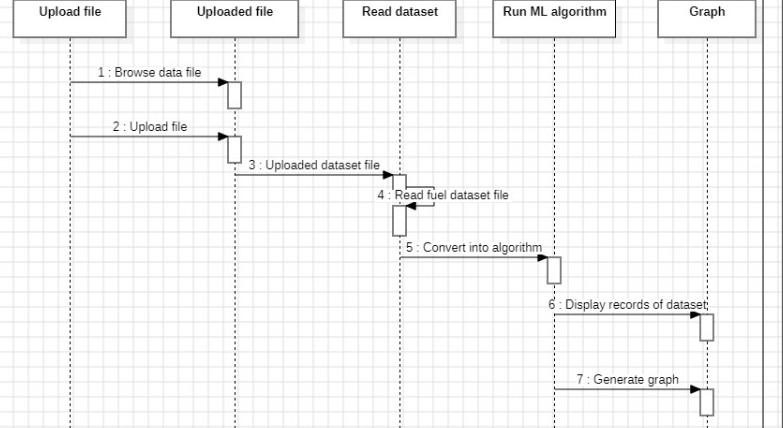 Upload file
Uploaded file
Read dataset
Run ML algorithm
Graph
1 : Browse data file
2 : Upload file
3 : Uploaded dataset file
4 : Read fuel dataset file
5 : Convert into algorithm
6 : Display records of dataset
7 : Generate graph